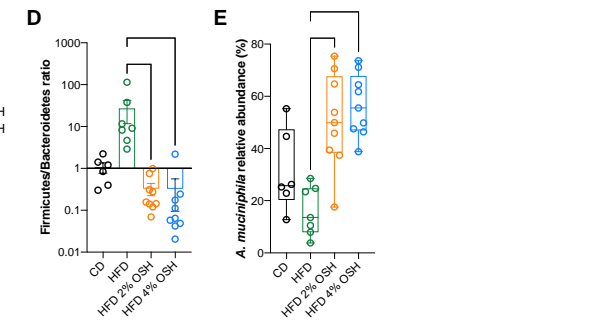 D
Firmicutes/Bacteroidetes ratio
1000
100
10
1
0.1
0.01
CD
HFD
HFD 2% OSH
HFD 4% OSH
H
H
E
A. muciniphila relative abundance (%)
80
60
40
20
0
CD
HFD
HFD 2% OSH
HFD 4% OSH